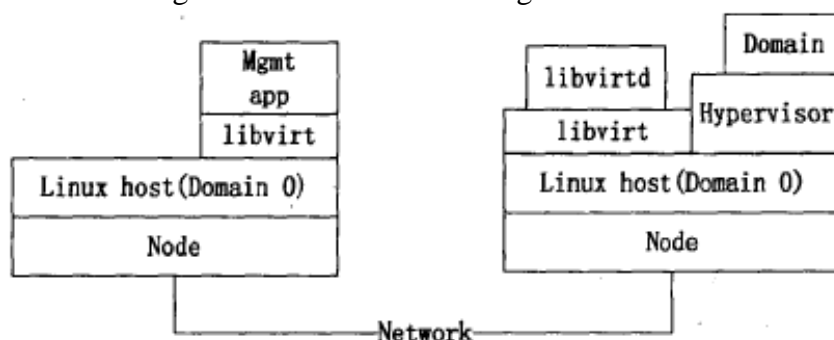 Mgmt
app
libvirt
Linux host(Domain 0)
Node
Domain
libvirtd
Hypervisor
libvirt
Linux host(Domain 0)
Node
Network